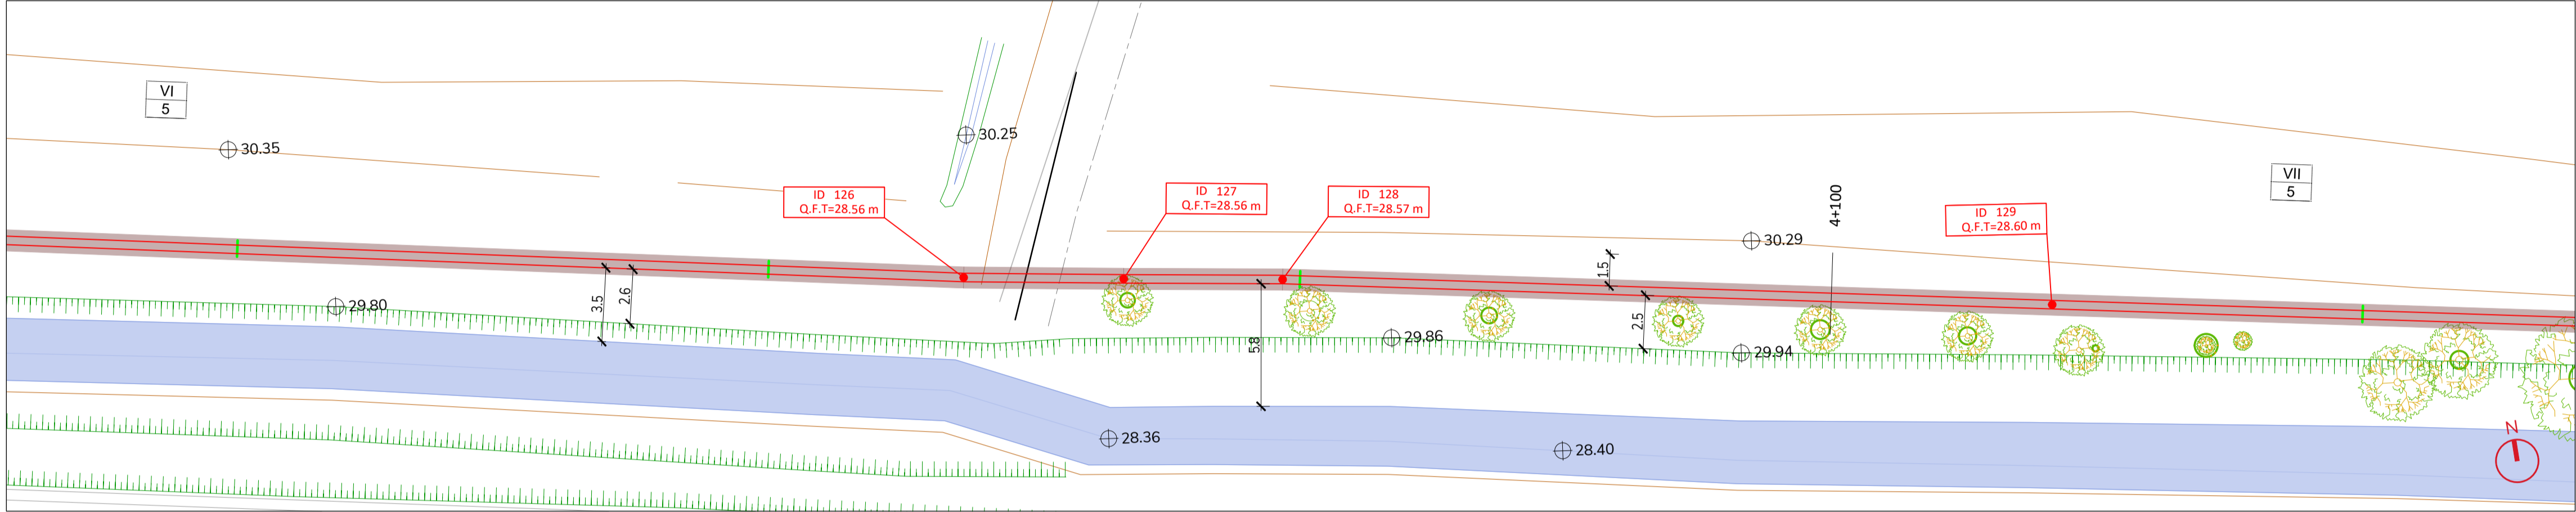 VI
5
30.35
30.25
ID 126
Q.F.T=28.56 m
ID 127
Q.F.T=28.56 m
ID 128
Q.F.T=28.57 m
4+100
VII
5
ID 129
Q.F.T=28.60 m
30.29
1.5
29.80
3.5
2.6
2.5
5.8
29.86
29.94
28.36
28.40
N